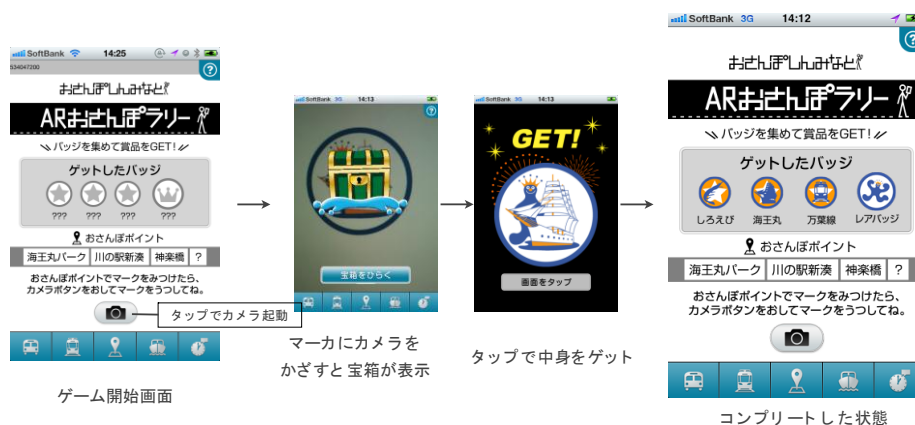 SoftBank 14:25
534047200
?
おさんぽしんみなと
ARおさんぽラリー
バッジを集めて賞品をGET!
ゲットしたバッジ
??? ??? ??? ???
おさんぽポイント
海王丸パーク 川の駅新湊 神楽橋 ?
おさんぽポイントでマークをみつけたら、
カメラボタンをおしてマークをうつしてね。
タップでカメラ起動
ゲーム開始画面
SoftBank 3G 14:13
?
宝箱をひらく
マーカにカメラを
かざすと宝箱が表示
SoftBank 3G 14:13
GET!
画面をタップ
タップで中身をゲット
SoftBank 3G 14:12
?
おさんぽしんみなと
ARおさんぽラリー
バッジを集めて賞品をGET!
ゲットしたバッジ
しろえび 海王丸 万葉線 レアバッジ
おさんぽポイント
海王丸パーク 川の駅新湊 神楽橋 ?
おさんぽポイントでマークをみつけたら、
カメラボタンをおしてマークをうつしてね。
コンプリートした状態